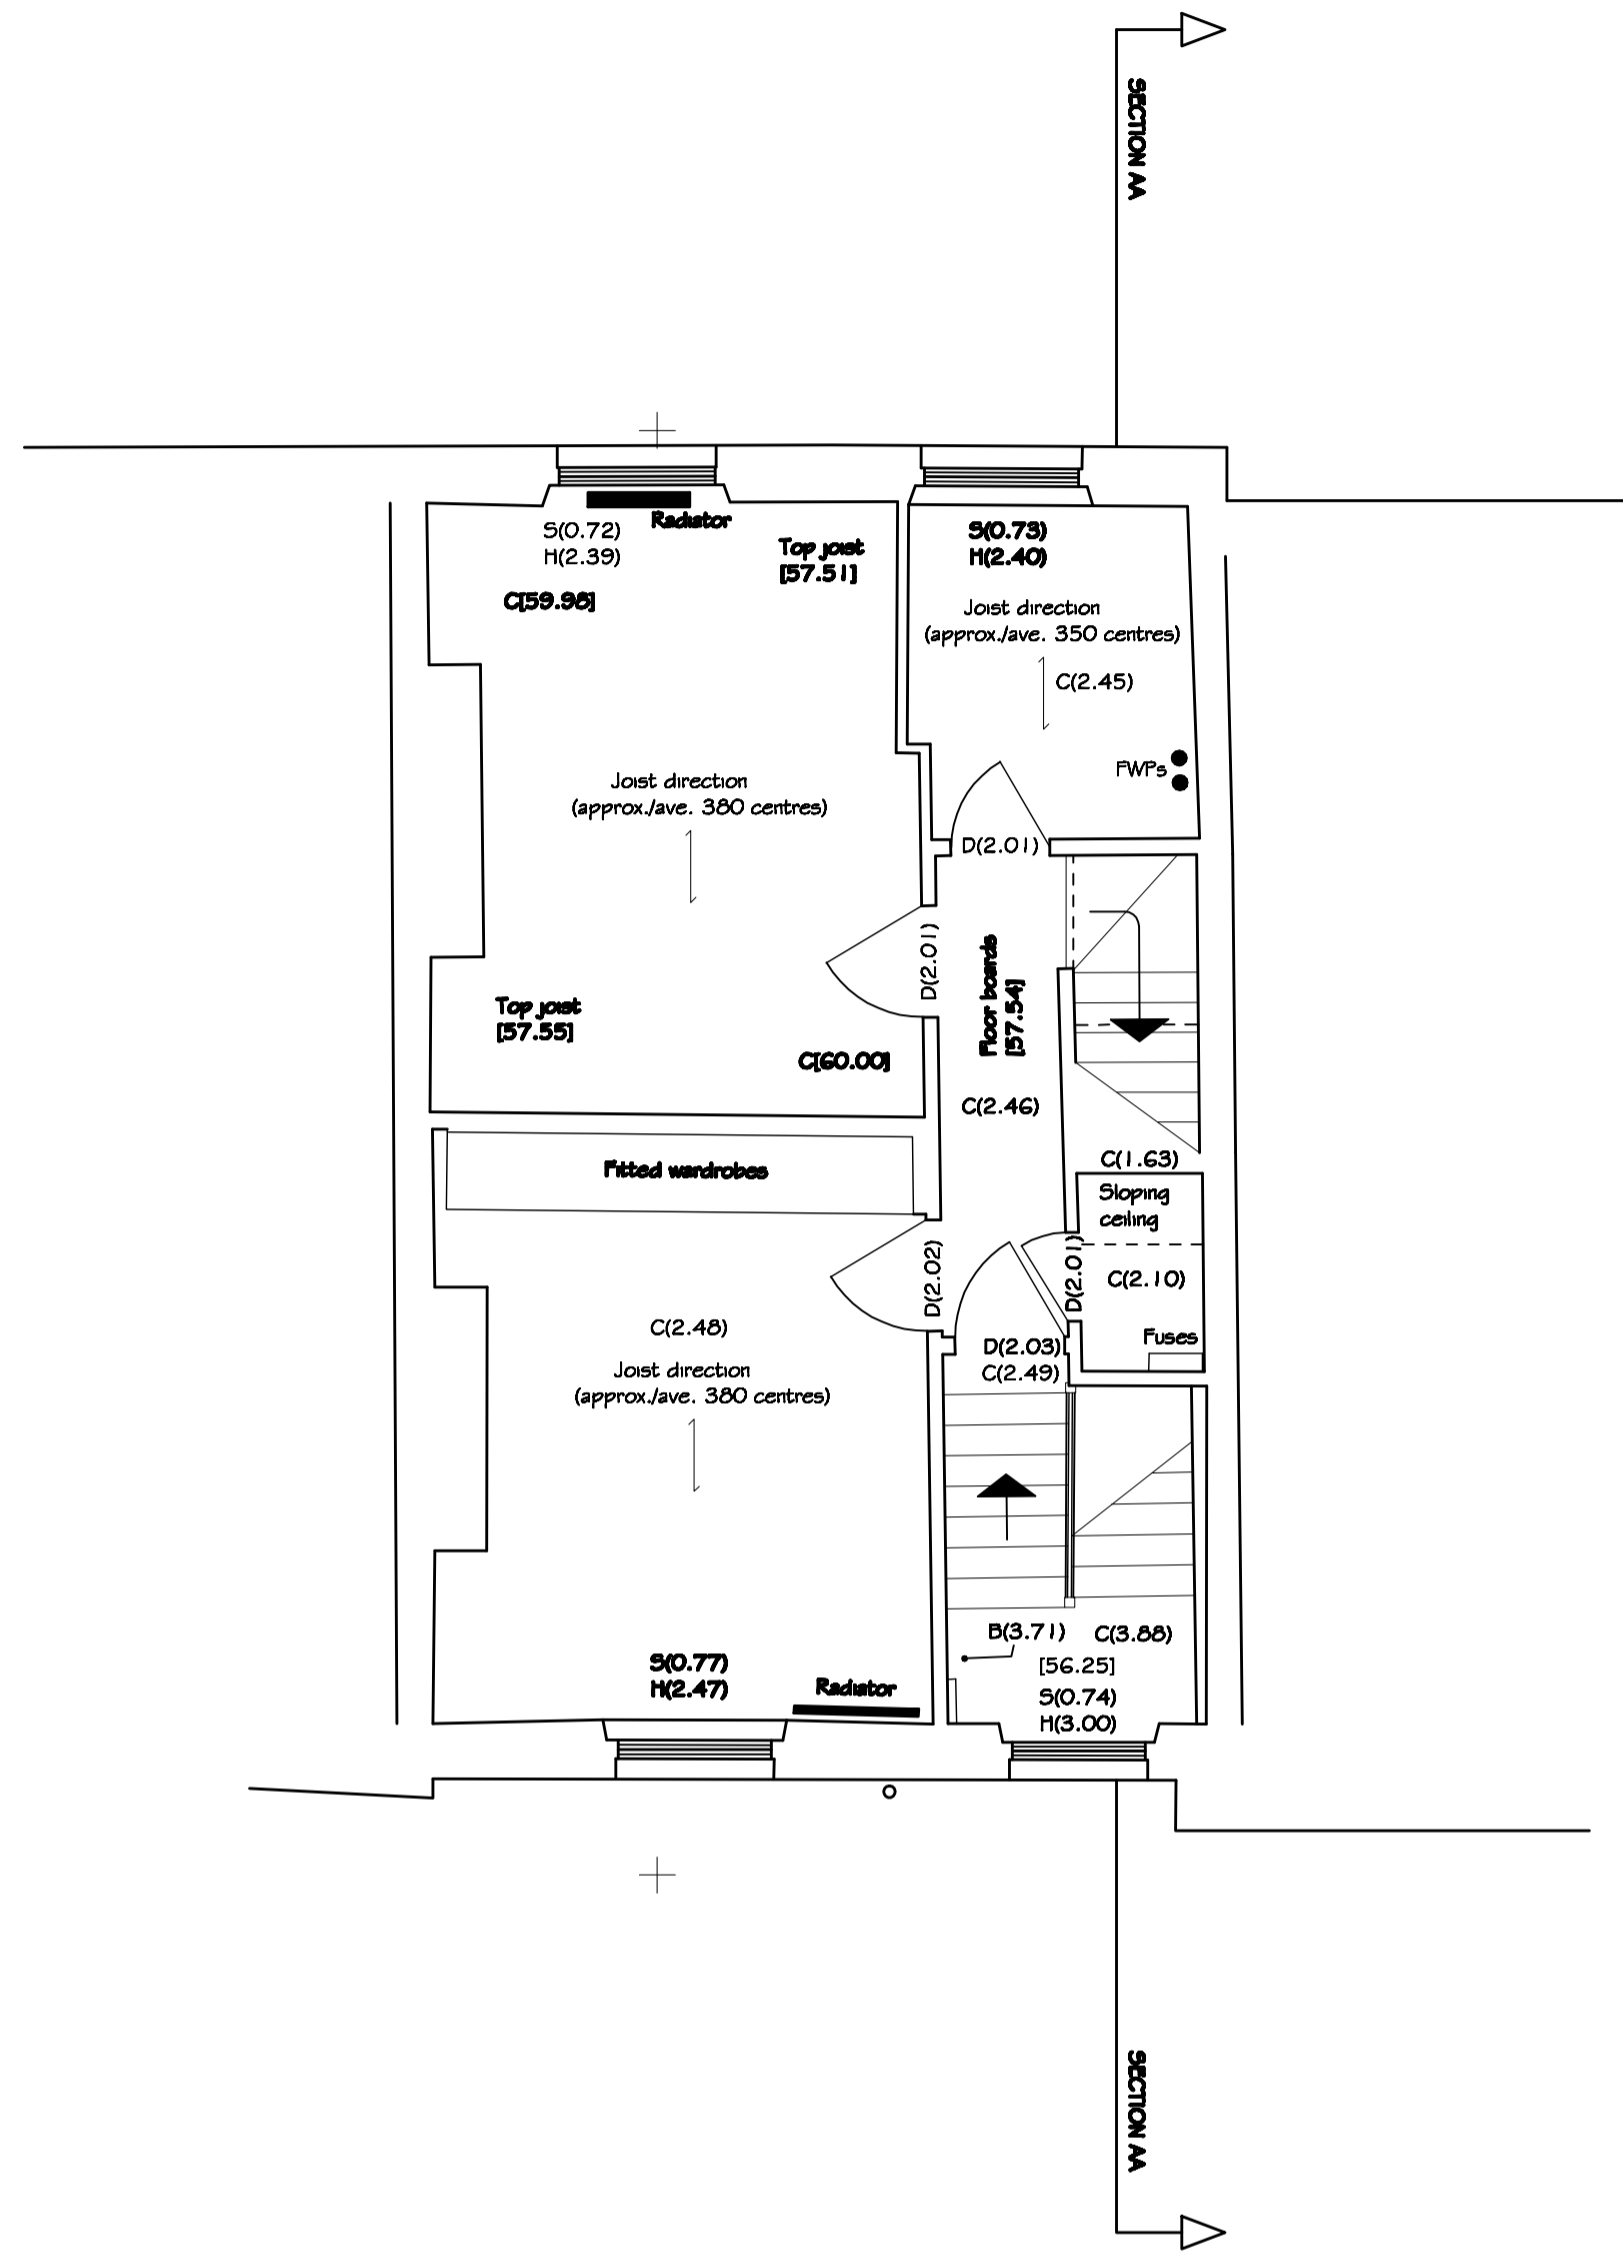 SECTION AA
Radiator
S(0.72)
H(2.39)
Top joist
[57.51]
C[59.98]
S(0.73)
H(2.40)
Joist direction
(approx./ave. 350 centres)
C(2.45)
FWPs
Joist direction
(approx./ave. 380 centres)
D(2.01)
D(2.01)
Floor boards
[57.54]
Top joist
[57.55]
C[60.00]
C(2.46)
C(1.63)
Fitted wardrobes
Sloping
ceiling
D(2.02)
D(2.01)
C(2.10)
Fuses
C(2.48)
Joist direction
(approx./ave. 380 centres)
D(2.03)
C(2.49)
B(3.71)
C(3.88)
[56.25]
S(0.74)
H(3.00)
S(0.77)
H(2.47)
Radiator
SECTION AA